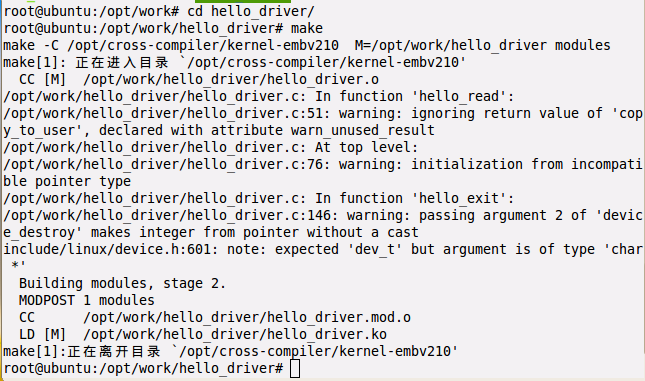 root@ubuntu:/opt/work# cd hello_driver/
root@ubuntu:/opt/work/hello_driver# make
make -C /opt/cross-compiler/kernel-embv210  M=/opt/work/hello_driver modules
make[1]: 正在进入目录 `/opt/cross-compiler/kernel-embv210'
  CC [M]  /opt/work/hello_driver/hello_driver.o
/opt/work/hello_driver/hello_driver.c: In function 'hello_read':
/opt/work/hello_driver/hello_driver.c:51: warning: ignoring return value of 'cop
y_to_user', declared with attribute warn_unused_result
/opt/work/hello_driver/hello_driver.c: At top level:
/opt/work/hello_driver/hello_driver.c:76: warning: initialization from incompati
ble pointer type
/opt/work/hello_driver/hello_driver.c: In function 'hello_exit':
/opt/work/hello_driver/hello_driver.c:146: warning: passing argument 2 of 'devic
e_destroy' makes integer from pointer without a cast
include/linux/device.h:601: note: expected 'dev_t' but argument is of type 'char
 *'
  Building modules, stage 2.
  MODPOST 1 modules
  CC      /opt/work/hello_driver/hello_driver.mod.o
  LD [M]  /opt/work/hello_driver/hello_driver.ko
make[1]:正在离开目录 `/opt/cross-compiler/kernel-embv210'
root@ubuntu:/opt/work/hello_driver#